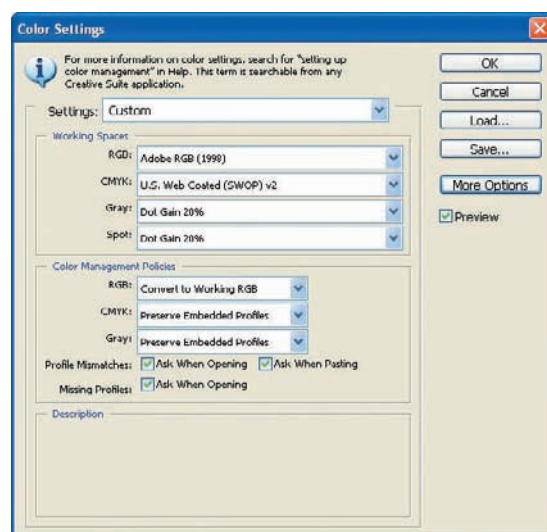 Color Settings
For more information on color settings, search for "setting up
color management" in Help. This term is searchable from any
Creative Suite application.
Settings: Custom
Working Spaces
RGB: Adobe RGB (1998)
CMYK: U.S. Web Coated (SWOP) v2
Gray: Dot Gain 20%
Spot: Dot Gain 20%
Color Management Policies
RGB: Convert to Working RGB
CMYK: Preserve Embedded Profiles
Gray: Preserve Embedded Profiles
Profile Mismatches: Ask When Opening Ask When Pasting
Missing Profiles: Ask When Opening
Description
OK
Cancel
Load...
Save...
More Options
Preview